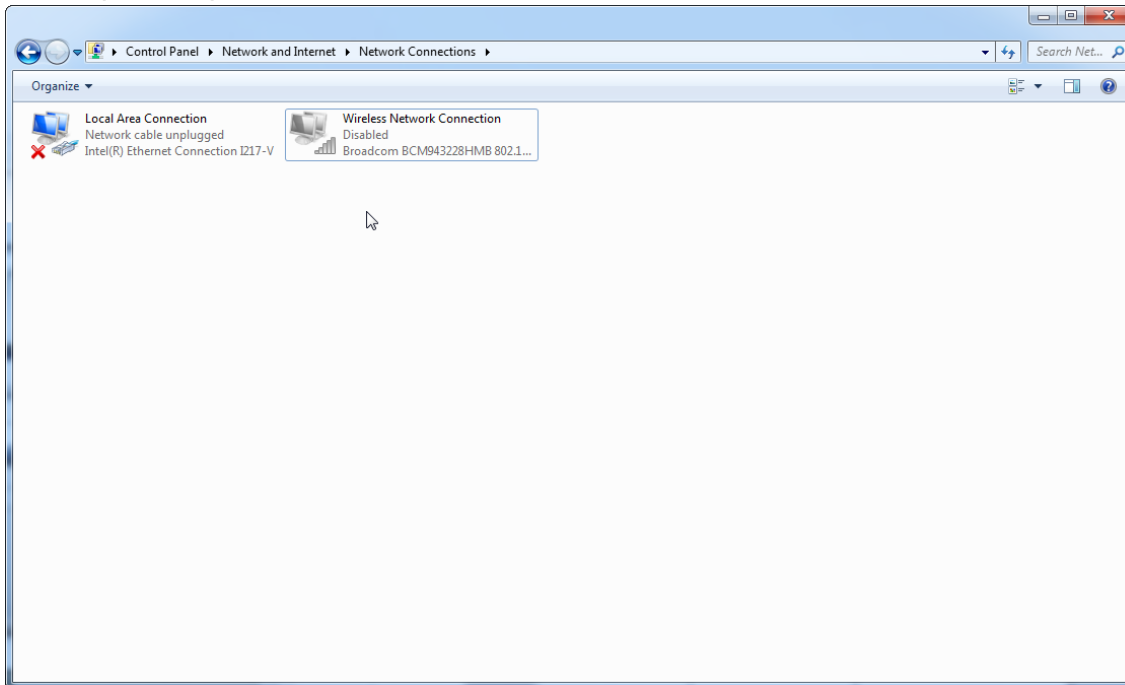 Control Panel ▸ Network and Internet ▸ Network Connections ▸
Search Net...
Organize
Local Area Connection
Network cable unplugged
Intel(R) Ethernet Connection I217-V
Wireless Network Connection
Disabled
Broadcom BCM943228HMB 802.1...